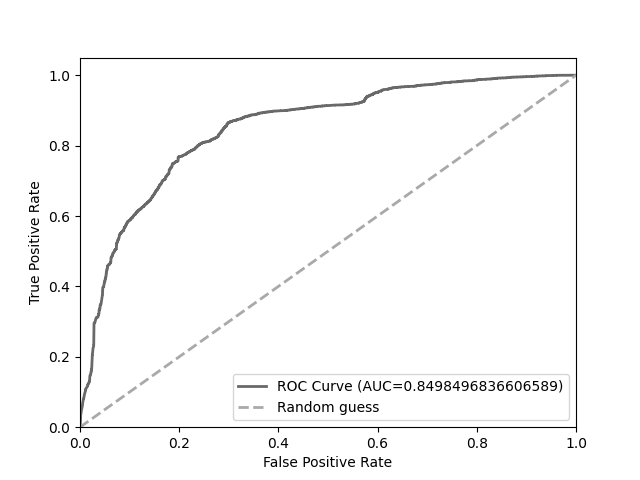 1.0
0.8
0.6
0.4
0.2
0.0
True Positive Rate
ROC Curve (AUC=0.8498496836606589)
Random guess
0.0 0.2 0.4 0.6 0.8 1.0
False Positive Rate